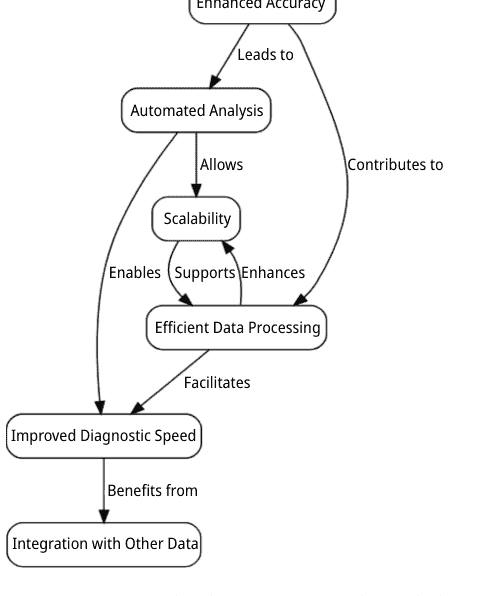 Enhanced Accuracy
Leads to
Automated Analysis
Allows
Contributes to
Scalability
Enables
Supports
Enhances
Efficient Data Processing
Facilitates
Improved Diagnostic Speed
Benefits from
Integration with Other Data